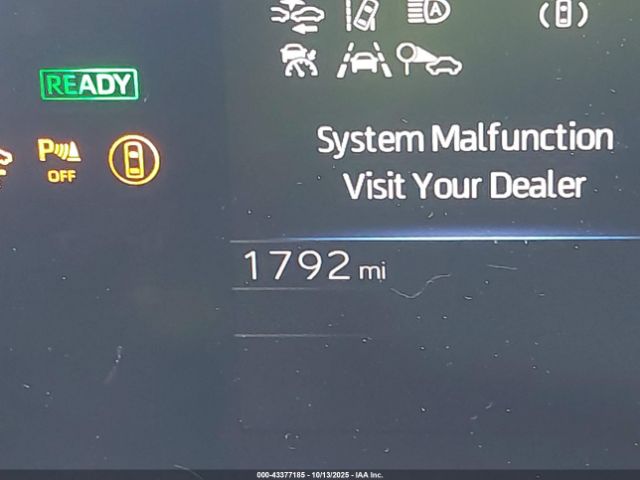 READY
P
OFF
A
System Malfunction
Visit Your Dealer
1792 mi
000-43377185 - 10/13/2025 - IAA Inc.